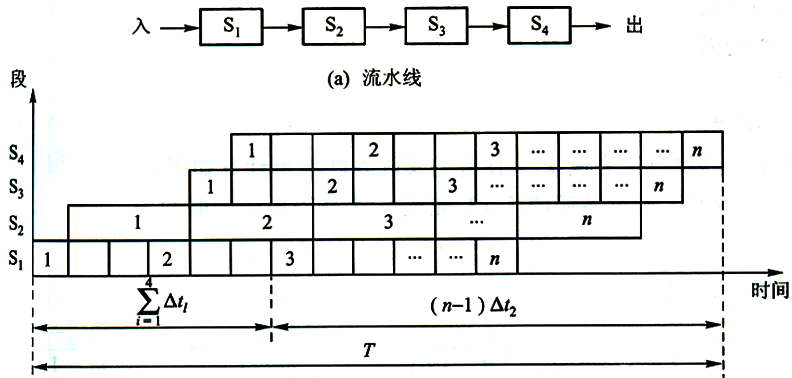 入 S₁ S₂ S₃ S₄ 出
(a) 流水线
段
S₄ 1 2 3 ... ... ... ... n
S₃ 1 2 3 ... ... ... ... n
S₂ 1 2 3 ... n
S₁ 1 2 3 ... ... n
时间
4
∑ Δtₗ
i=1
(n-1)Δt₂
T